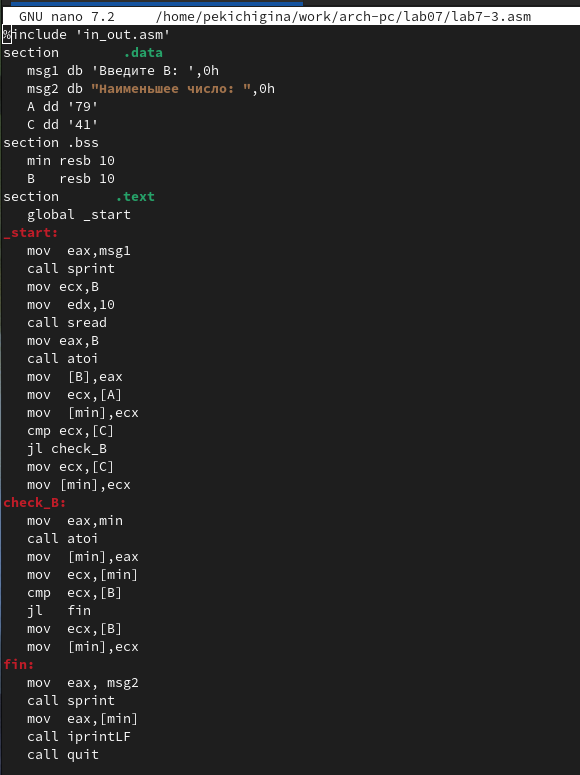 GNU nano 7.2     /home/pekichigina/work/arch-pc/lab07/lab7-3.asm
%include 'in_out.asm'
section        .data
   msg1 db 'Введите B: ',0h
   msg2 db "Наименьшее число: ",0h
   A dd '79'
   C dd '41'
section .bss
   min resb 10
   B   resb 10
section       .text
   global _start
_start:
   mov  eax,msg1
   call sprint
   mov ecx,B
   mov  edx,10
   call sread
   mov eax,B
   call atoi
   mov  [B],eax
   mov  ecx,[A]
   mov  [min],ecx
   cmp ecx,[C]
   jl check_B
   mov ecx,[C]
   mov [min],ecx
check_B:
   mov  eax,min
   call atoi
   mov  [min],eax
   mov  ecx,[min]
   cmp  ecx,[B]
   jl   fin
   mov  ecx,[B]
   mov  [min],ecx
fin:
   mov  eax, msg2
   call sprint
   mov  eax,[min]
   call iprintLF
   call quit